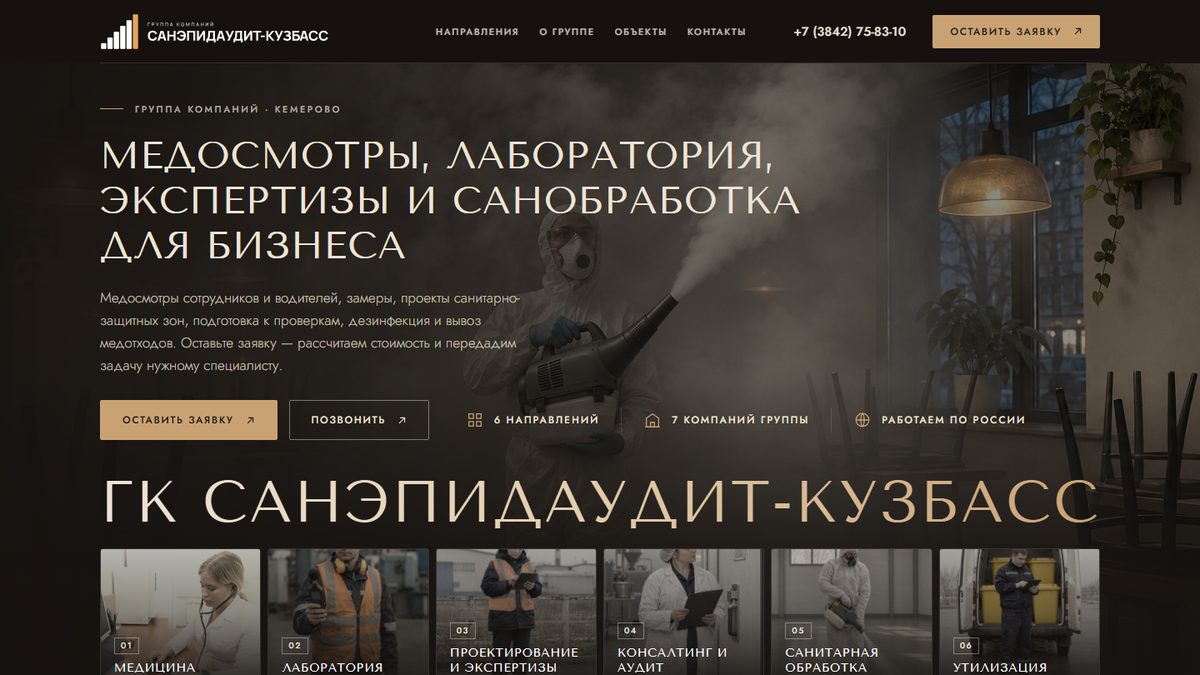 ГРУППА КОМПАНИЙ
САНЭПИДАУДИТ-КУЗБАСС
НАПРАВЛЕНИЯ О ГРУППЕ ОБЪЕКТЫ КОНТАКТЫ
+7 (3842) 75-83-10
ОСТАВИТЬ ЗАЯВКУ
ГРУППА КОМПАНИЙ · КЕМЕРОВО
МЕДОСМОТРЫ, ЛАБОРАТОРИЯ,
ЭКСПЕРТИЗЫ И САНОБРАБОТКА
ДЛЯ БИЗНЕСА
Медосмотры сотрудников и водителей, замеры, проекты санитарно-
защитных зон, подготовка к проверкам, дезинфекция и вывоз
медотходов. Оставьте заявку — рассчитаем стоимость и передадим
задачу нужному специалисту.
ОСТАВИТЬ ЗАЯВКУ
ПОЗВОНИТЬ
6 НАПРАВЛЕНИЙ
7 КОМПАНИЙ ГРУППЫ
РАБОТАЕМ ПО РОССИИ
ГК САНЭПИДАУДИТ-КУЗБАСС
01
МЕДИЦИНА
02
ЛАБОРАТОРИЯ
03
ПРОЕКТИРОВАНИЕ
И ЭКСПЕРТИЗЫ
04
КОНСАЛТИНГ И
АУДИТ
05
САНИТАРНАЯ
ОБРАБОТКА
06
УТИЛИЗАЦИЯ